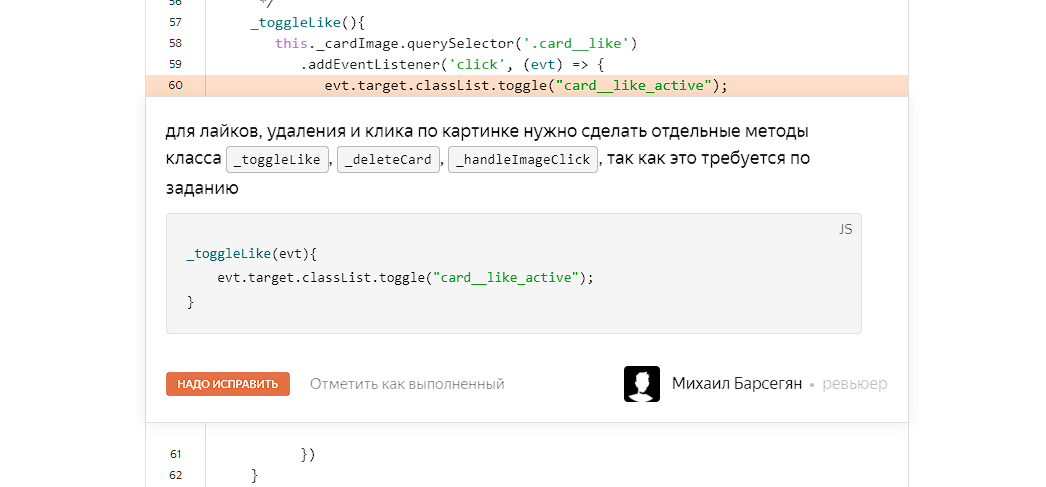 56 */
57 _toggleLike(){
58 this._cardImage.querySelector('.card__like')
59 .addEventListener('click', (evt) => {
60 evt.target.classList.toggle("card__like_active");
для лайков, удаления и клика по картинке нужно сделать отдельные методы
класса _toggleLike, _deleteCard, _handleImageClick, так как это требуется по
заданию
JS
_toggleLike(evt){
evt.target.classList.toggle("card__like_active");
}
НАДО ИСПРАВИТЬ Отметить как выполненный Михаил Барсегян • ревьюер
61 })
62 }